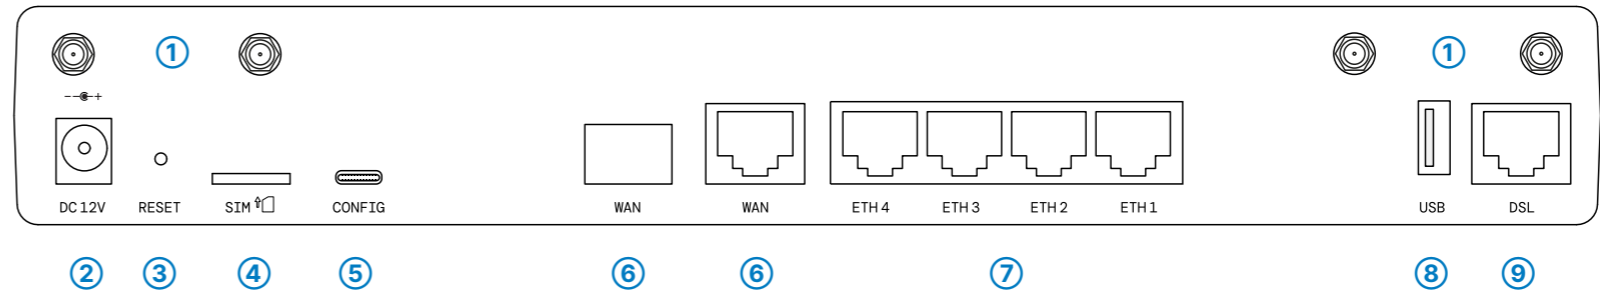 ① ①
DC 12V RESET SIM CONFIG WAN WAN ETH 4 ETH 3 ETH 2 ETH 1 USB DSL
② ③ ④ ⑤ ⑥ ⑥ ⑦ ⑧ ⑨